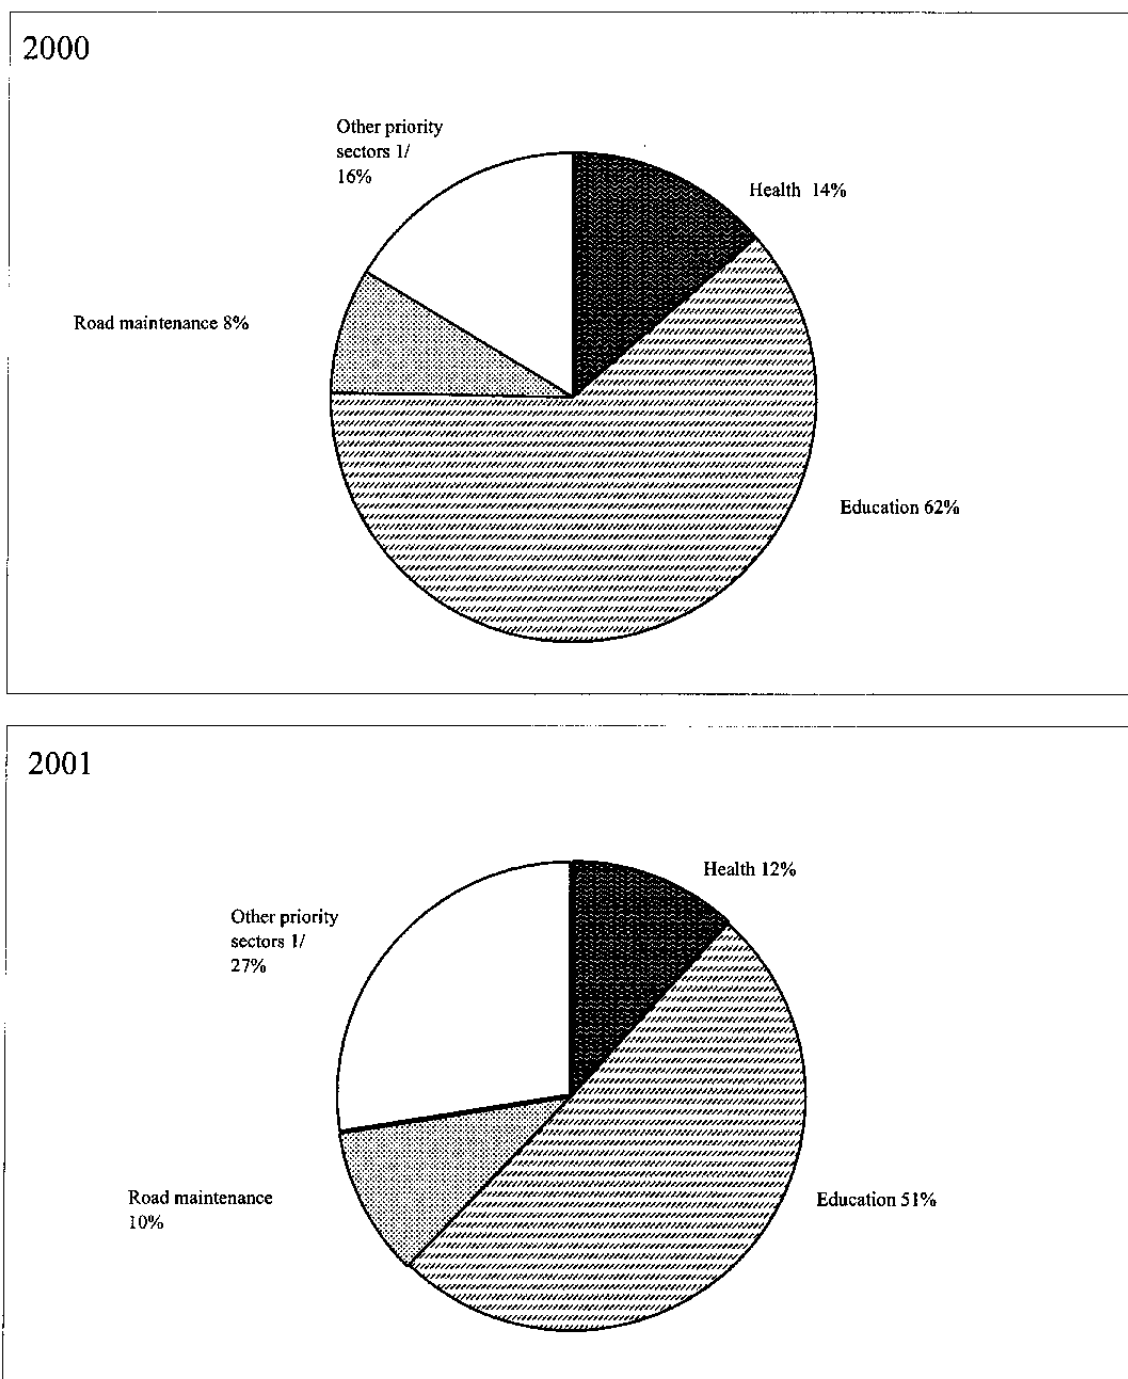 2000
Other priority
sectors 1/
16%
Health 14%
Road maintenance 8%
Education 62%
2001
Health 12%
Other priority
sectors 1/
27%
Road maintenance
10%
Education 51%